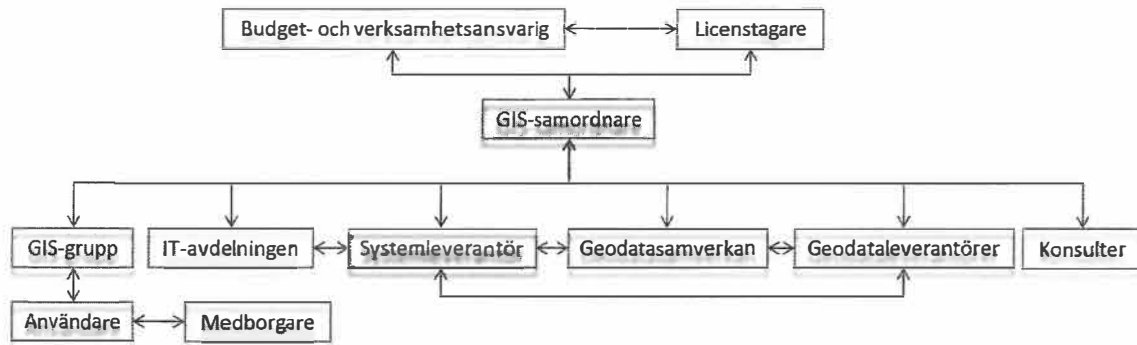 Budget- och verksamhetsansvarig
Licenstagare
GIS-samordnare
GIS-grupp
IT-avdelningen
Systemleverantör
Geodatasamverkan
Geodataleverantörer
Konsulter
Användare
Medborgare